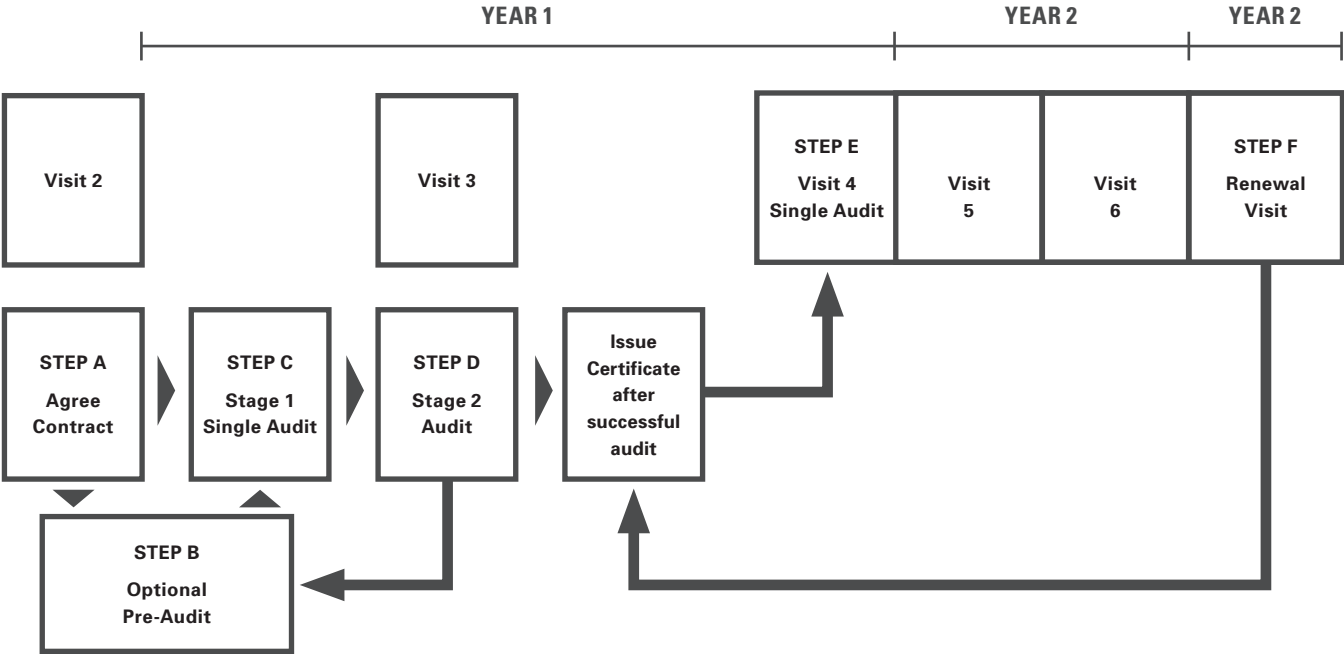 YEAR 1
YEAR 2
YEAR 2
Visit 2
Visit 3
STEP E
Visit 4
Single Audit
Visit
5
Visit
6
STEP F
Renewal
Visit
STEP A
Agree
Contract
STEP C
Stage 1
Single Audit
STEP D
Stage 2
Audit
Issue
Certificate
after
successful
audit
STEP B
Optional
Pre-Audit